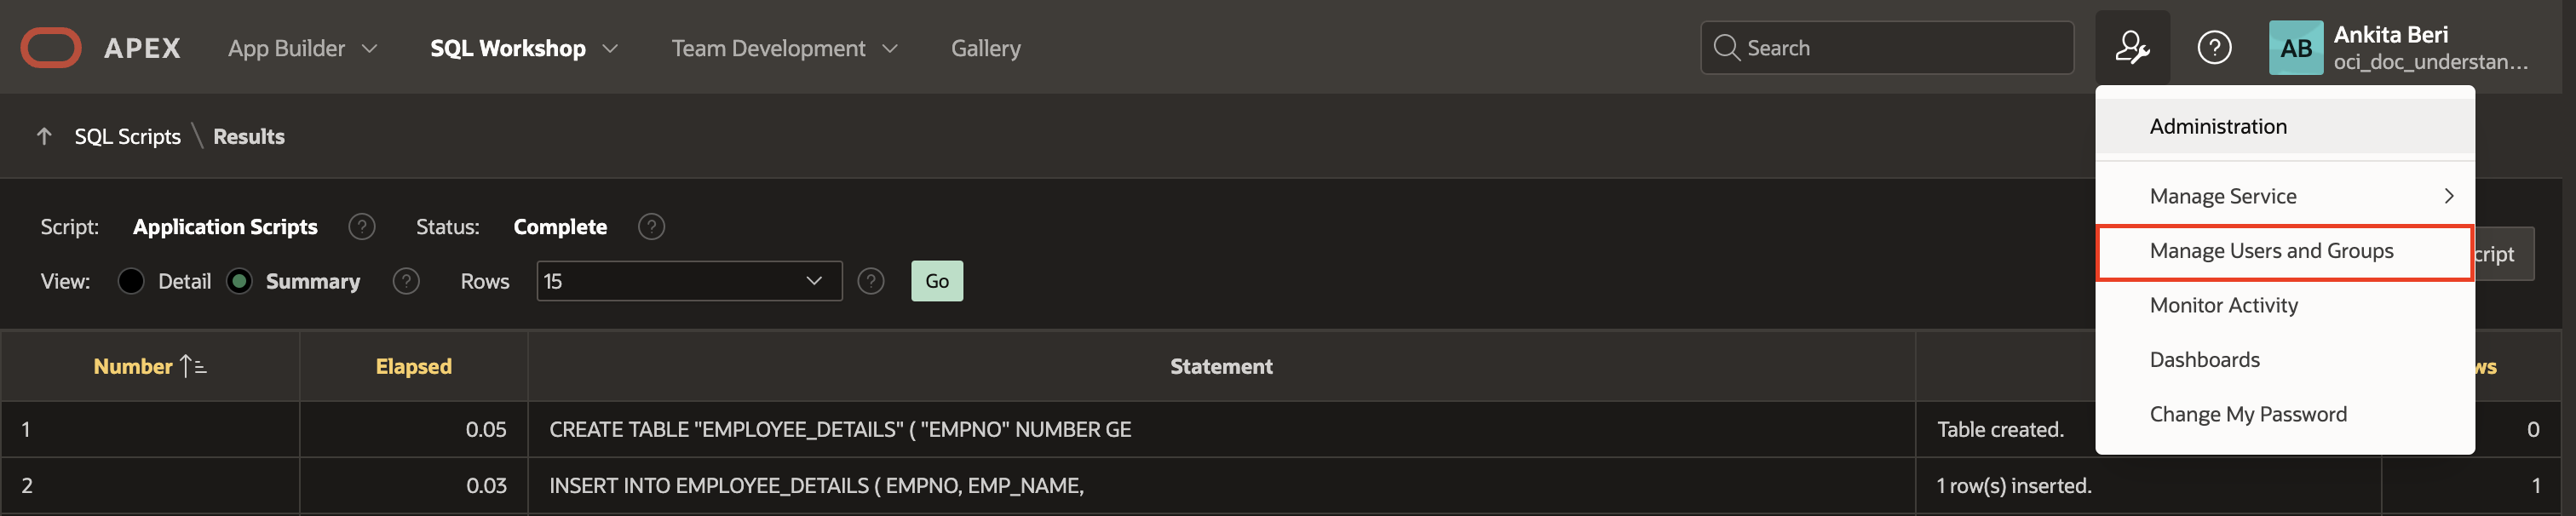 APEX App Builder SQL Workshop Team Development Gallery Search ? AB Ankita Beri
oci_doc_understan...
SQL Scripts \ Results
Administration
Manage Service
Manage Users and Groups
Monitor Activity
Dashboards
Change My Password
Script: Application Scripts ? Status: Complete ?
View: Detail Summary ? Rows 15 ? Go
Number Elapsed Statement
1 0.05 CREATE TABLE "EMPLOYEE_DETAILS" ( "EMPNO" NUMBER GE Table created. 0
2 0.03 INSERT INTO EMPLOYEE_DETAILS ( EMPNO, EMP_NAME, 1 row(s) inserted. 1